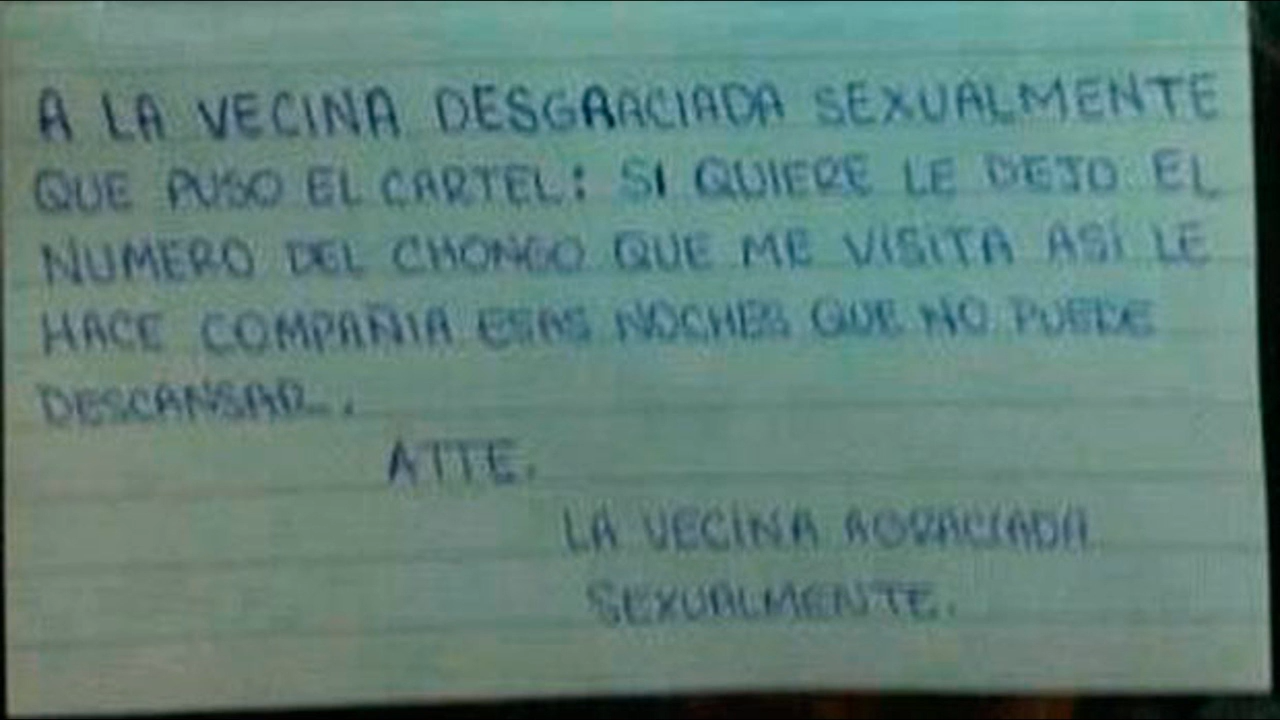 A LA VECINA DESGRACIADA SEXUALMENTE
QUE PUSO EL CARTEL: SI QUIERE LE DEJO EL
NUMERO DEL CHONGO QUE ME VISITA ASÍ LE
HACE COMPAÑIA ESAS NOCHES QUE NO PUEDE
DESCANSAR.
ATTE.
LA VECINA AGRACIADA
SEXUALMENTE.